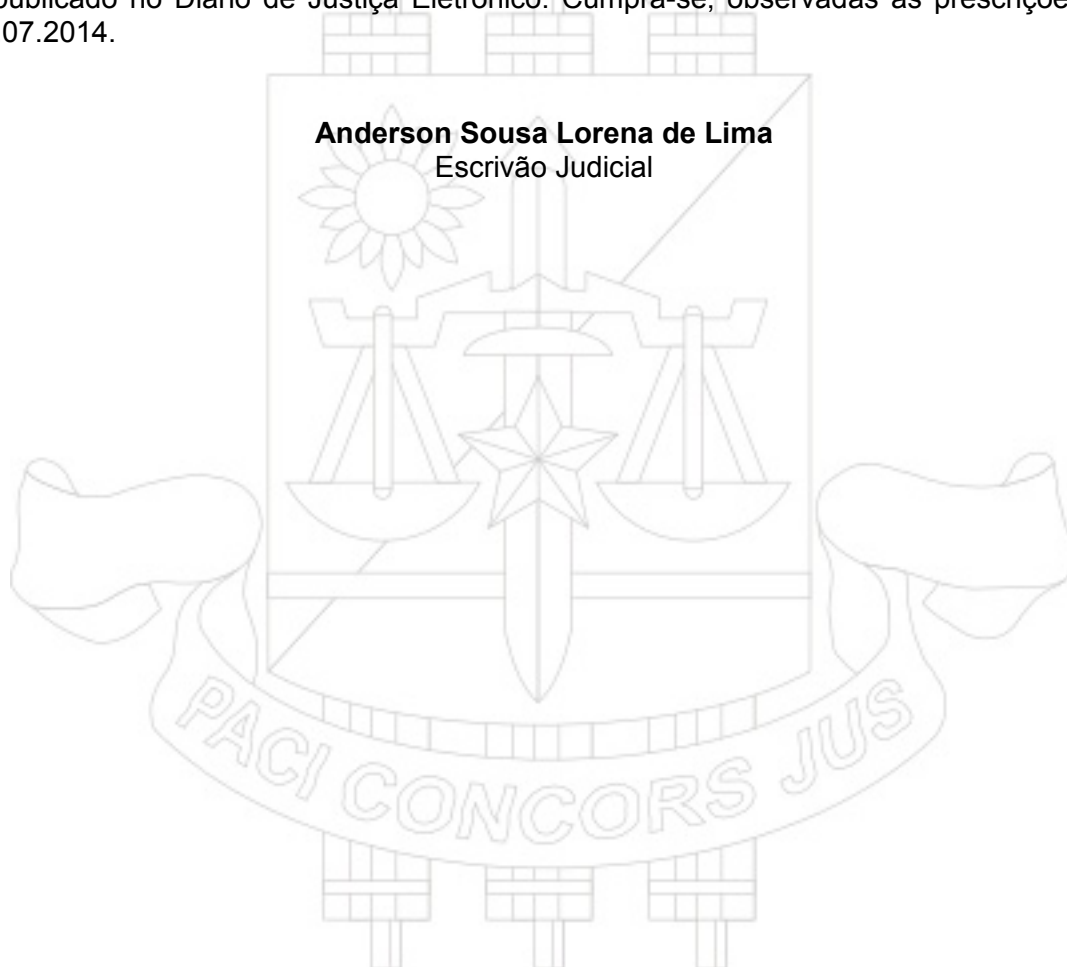 publicado no Diário de Justiça Eletrônico. Cumpra-se, observadas as prescriçõe
07.2014.
Anderson Sousa Lorena de Lima
Escrivão Judicial
PACI CONCORS JUS